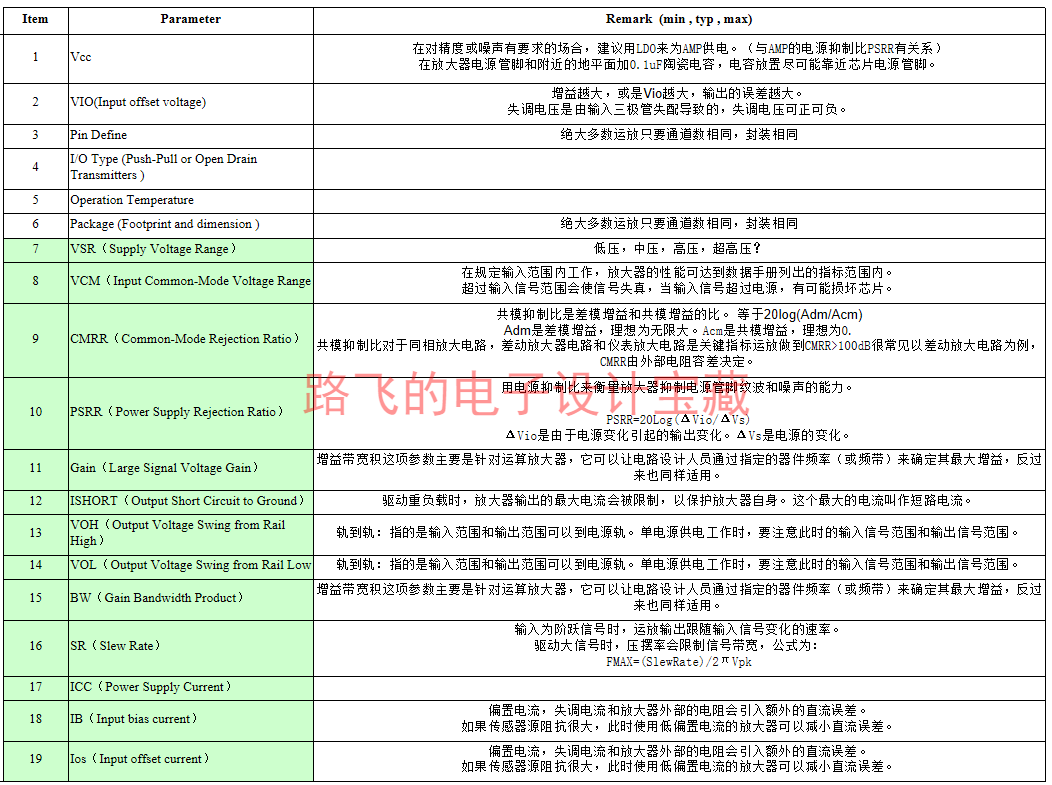 Item Parameter Remark (min , typ , max)
1 Vcc 在对精度或噪声有要求的场合，建议用LDO来为AMP供电。（与AMP的电源抑制比PSRR有关系）
在放大器电源管脚和附近的地平面加0.1uF陶瓷电容，电容放置尽可能靠近芯片电源管脚。
2 VIO(Input offset voltage) 增益越大，或是Vio越大，输出的误差越大。
失调电压是由输入三极管失配导致的，失调电压可正可负。
3 Pin Define 绝大多数运放只要通道数相同，封装相同
4 I/O Type (Push-Pull or Open Drain
Transmitters )
5 Operation Temperature
6 Package (Footprint and dimension ) 绝大多数运放只要通道数相同，封装相同
7 VSR（Supply Voltage Range） 低压，中压，高压，超高压？
8 VCM（Input Common-Mode Voltage Range 在规定输入范围内工作，放大器的性能可达到数据手册列出的指标范围内。
超过输入信号范围会使信号失真，当输入信号超过电源，有可能损坏芯片。
9 CMRR（Common-Mode Rejection Ratio） 共模抑制比是差模增益和共模增益的比。 等于20log(Adm/Acm)
Adm是差模增益，理想为无限大。Acm是共模增益，理想为0.
共模抑制比对于同相放大电路，差动放大器电路和仪表放大电路是关键指标运放做到CMRR>100dB很常见以差动放大电路为例，
CMRR由外部电阻容差决定。
10 PSRR（Power Supply Rejection Ratio） 用电源抑制比来衡量放大器抑制电源管脚纹波和噪声的能力。
PSRR=20Log(ΔVio/ΔVs)
ΔVio是由于电源变化引起的输出变化。ΔVs是电源的变化。
路飞的电子设计宝藏
11 Gain（Large Signal Voltage Gain） 增益带宽积这项参数主要是针对运算放大器，它可以让电路设计人员通过指定的器件频率（或频带）来确定其最大增益，反过
来也同样适用。
12 ISHORT（Output Short Circuit to Ground） 驱动重负载时，放大器输出的最大电流会被限制，以保护放大器自身。这个最大的电流叫作短路电流。
13 VOH（Output Voltage Swing from Rail
High） 轨到轨：指的是输入范围和输出范围可以到电源轨。单电源供电工作时，要注意此时的输入信号范围和输出信号范围。
14 VOL（Output Voltage Swing from Rail Low 轨到轨：指的是输入范围和输出范围可以到电源轨。单电源供电工作时，要注意此时的输入信号范围和输出信号范围。
15 BW（Gain Bandwidth Product） 增益带宽积这项参数主要是针对运算放大器，它可以让电路设计人员通过指定的器件频率（或频带）来确定其最大增益，反过
来也同样适用。
16 SR（Slew Rate） 输入为阶跃信号时，运放输出跟随输入信号变化的速率。
驱动大信号时，压摆率会限制信号带宽，公式为：
FMAX=(SlewRate)/2πVpk
17 ICC（Power Supply Current）
18 IB（Input bias current） 偏置电流，失调电流和放大器外部的电阻会引入额外的直流误差。
如果传感器源阻抗很大，此时使用低偏置电流的放大器可以减小直流误差。
19 Ios（Input offset current） 偏置电流，失调电流和放大器外部的电阻会引入额外的直流误差。
如果传感器源阻抗很大，此时使用低偏置电流的放大器可以减小直流误差。